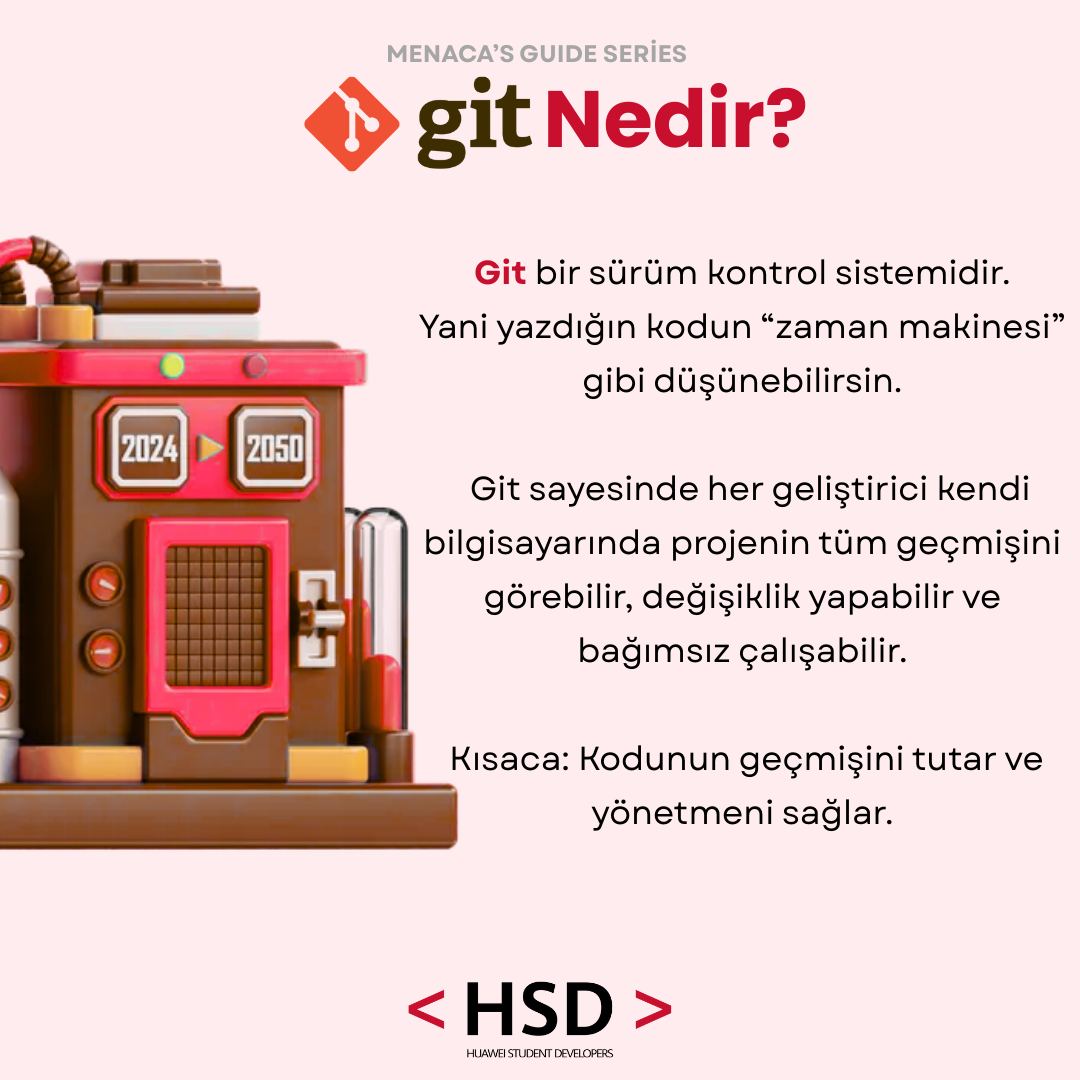 MENACA’S GUIDE SERİES
git Nedir?
Git bir sürüm kontrol sistemidir.
Yani yazdığın kodun “zaman makinesi”
gibi düşünebilirsin.
2024
2050
Git sayesinde her geliştirici kendi
bilgisayarında projenin tüm geçmişini
görebilir, değişiklik yapabilir ve
bağımsız çalışabilir.
Kısaca: Kodunun geçmişini tutar ve
yönetmeni sağlar.
< HSD >
HUAWEI STUDENT DEVELOPERS